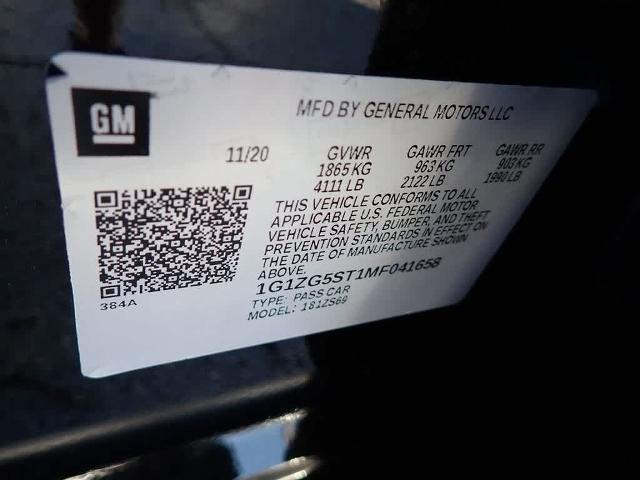 GM
MFD BY GENERAL MOTORS LLC
11/20 GVWR GAWR FRT GAWR RR
1865 KG 963 KG 903 KG
4111 LB 2122 LB 1990 LB
THIS VEHICLE CONFORMS TO ALL
APPLICABLE U.S. FEDERAL MOTOR
VEHICLE SAFETY, BUMPER, AND THEFT
PREVENTION STANDARDS IN EFFECT ON
THE DATE OF MANUFACTURE SHOWN
ABOVE.
1G1ZG5ST1MF041658
384A
TYPE: PASS CAR
MODEL: 181ZS69